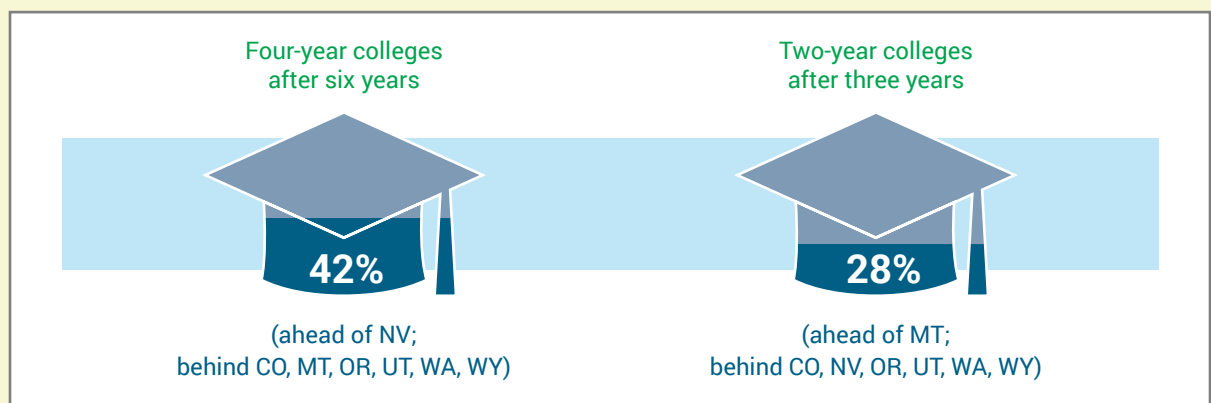 Four-year colleges
after six years
42%
(ahead of NV;
behind CO, MT, OR, UT, WA, WY)
Two-year colleges
after three years
28%
(ahead of MT;
behind CO, NV, OR, UT, WA, WY)